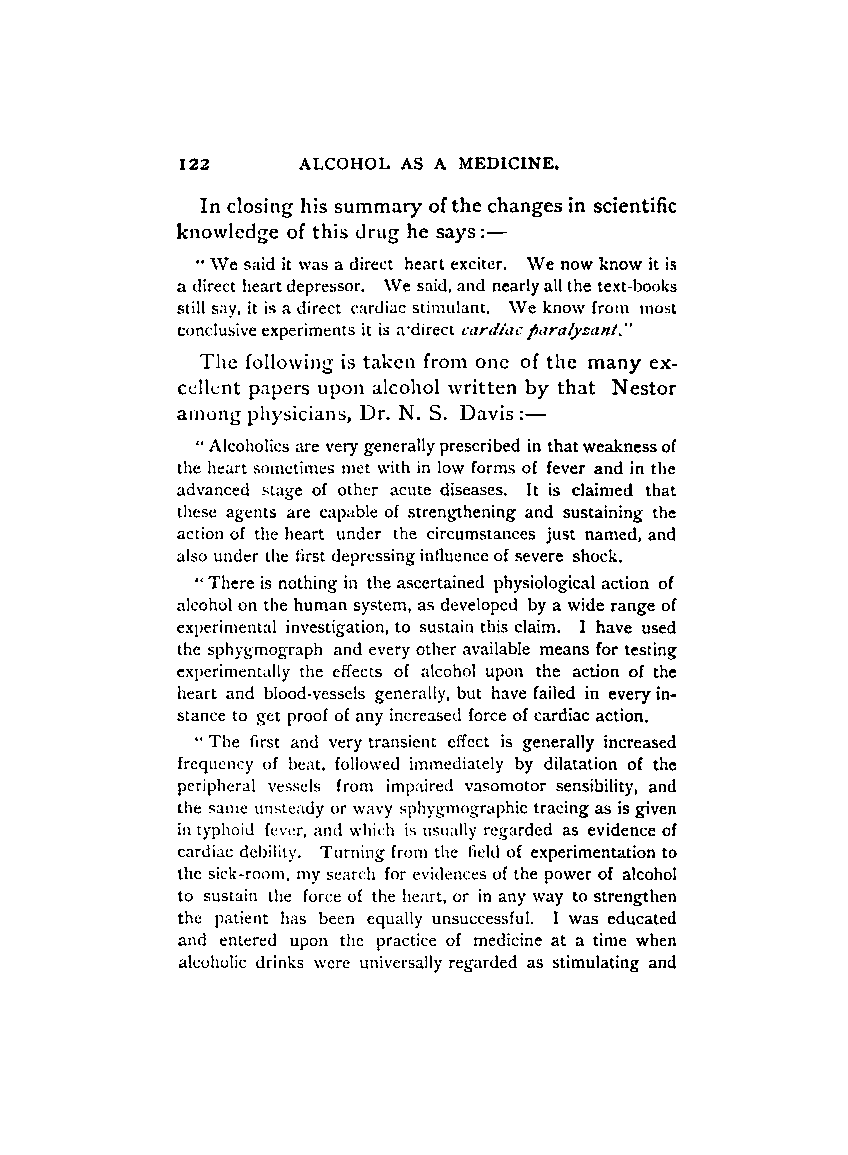 122 ALCOHOL AS A MEDICINE.
In closing his summary of the changes in scientific
knowledge of this drug he says :—
“ We said it was a direct heart exciter. We now know it is
a direct heart depressor. We said, and nearly all the text-books
still say, it is a direct cardiac stimulant. We know from most
conclusive experiments it is a direct cardiac paralysant.”
The following is taken from one of the many ex-
cellent papers upon alcohol written by that Nestor
among physicians, Dr. N. S. Davis :—
“ Alcoholics are very generally prescribed in that weakness of
the heart sometimes met with in low forms of fever and in the
advanced stage of other acute diseases. It is claimed that
these agents are capable of strengthening and sustaining the
action of the heart under the circumstances just named, and
also under the first depressing influence of severe shock.
“ There is nothing in the ascertained physiological action of
alcohol on the human system, as developed by a wide range of
experimental investigation, to sustain this claim. I have used
the sphygmograph and every other available means for testing
experimentally the effects of alcohol upon the action of the
heart and blood-vessels generally, but have failed in every in-
stance to get proof of any increased force of cardiac action.
“ The first and very transient effect is generally increased
frequency of beat, followed immediately by dilatation of the
peripheral vessels from impaired vasomotor sensibility, and
the same unsteady or wavy sphygmographic tracing as is given
in typhoid fever, and which is usually regarded as evidence of
cardiac debility. Turning from the field of experimentation to
the sick-room, my search for evidences of the power of alcohol
to sustain the force of the heart, or in any way to strengthen
the patient has been equally unsuccessful. I was educated
and entered upon the practice of medicine at a time when
alcoholic drinks were universally regarded as stimulating and